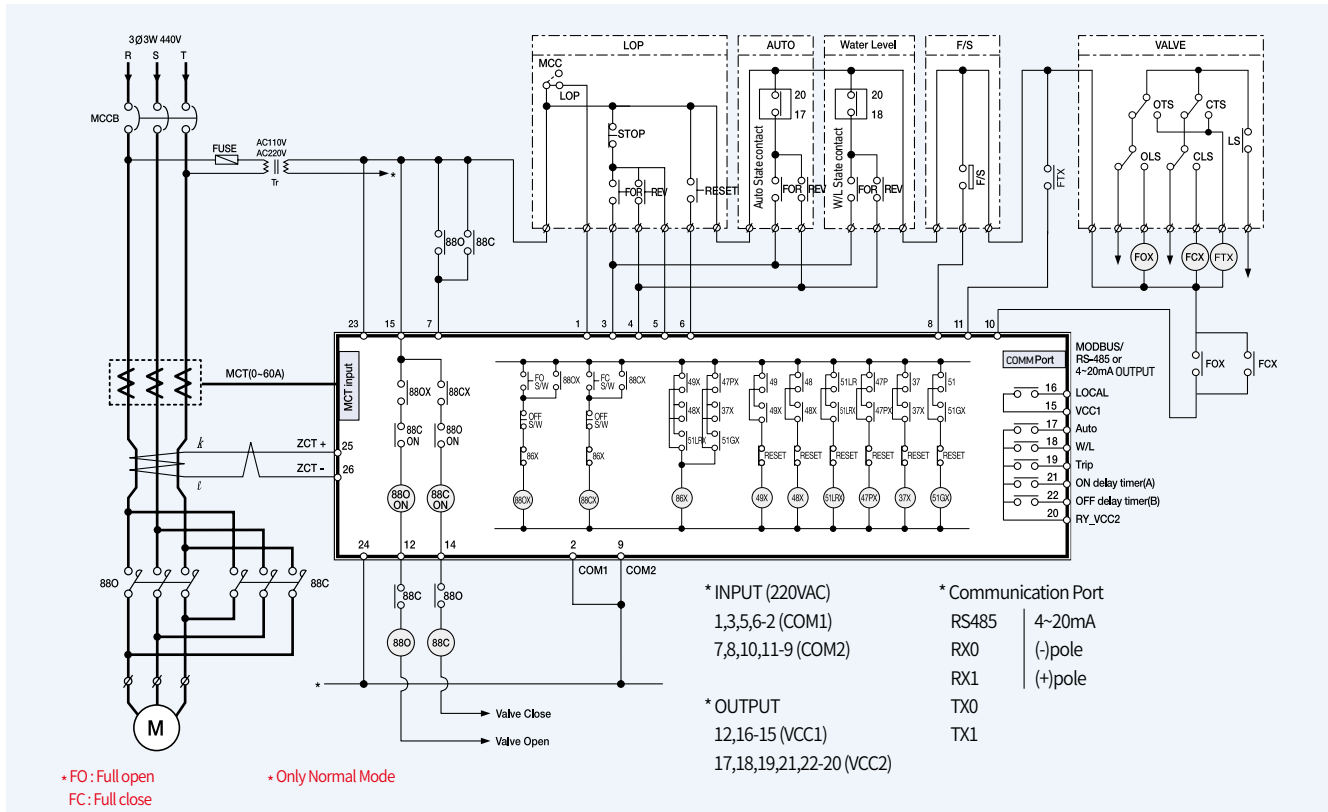 3Ø3W 440V
R S T
MCCB
FUSE
AC110V
AC220V
Tr
*
LOP
MCC
LOP
STOP
FOR
REV
RESET
AUTO
20
17
Auto State contact
FOR
REV
Water Level
20
18
W/L State contact
FOR
REV
F/S
F/S
FTX
VALVE
OTS
CTS
LS
OLS
CLS
FOX
FCX
FTX
88O
88C
23
15
7
1
3
4
5
6
8
11
10
FOX
FCX
MCT(0~60A)
MCT input
k
ZCT +
25
ZCT -
26
l
88OX
88CX
88C
ON
88O
ON
88O
ON
88C
ON
FO
S/W
88OX
FC
S/W
88CX
OFF
S/W
OFF
S/W
86X
86X
88OX
88CX
49X
47PX
48X
37X
51LRX
51GX
86X
49
48
51LR
47P
37
51
49X
48X
51LRX
47PX
37X
51GX
RESET
RESET
RESET
RESET
RESET
RESET
49X
48X
51LRX
47PX
37X
51GX
COMM Port
MODBUS/
RS-485 or
4~20mA OUTPUT
16 LOCAL
15 VCC1
17 Auto
18 W/L
19 Trip
21 ON delay timer(A)
22 OFF delay timer(B)
20 RY_VCC2
24
12
14
2
9
COM1
COM2
88O
88C
88C
88O
88O
88C
*
Valve Close
Valve Open
M
* INPUT (220VAC)
1,3,5,6-2 (COM1)
7,8,10,11-9 (COM2)
* OUTPUT
12,16-15 (VCC1)
17,18,19,21,22-20 (VCC2)
* Communication Port
RS485 4~20mA
RX0 (-)pole
RX1 (+)pole
TX0
TX1
* FO : Full open
FC : Full close
* Only Normal Mode